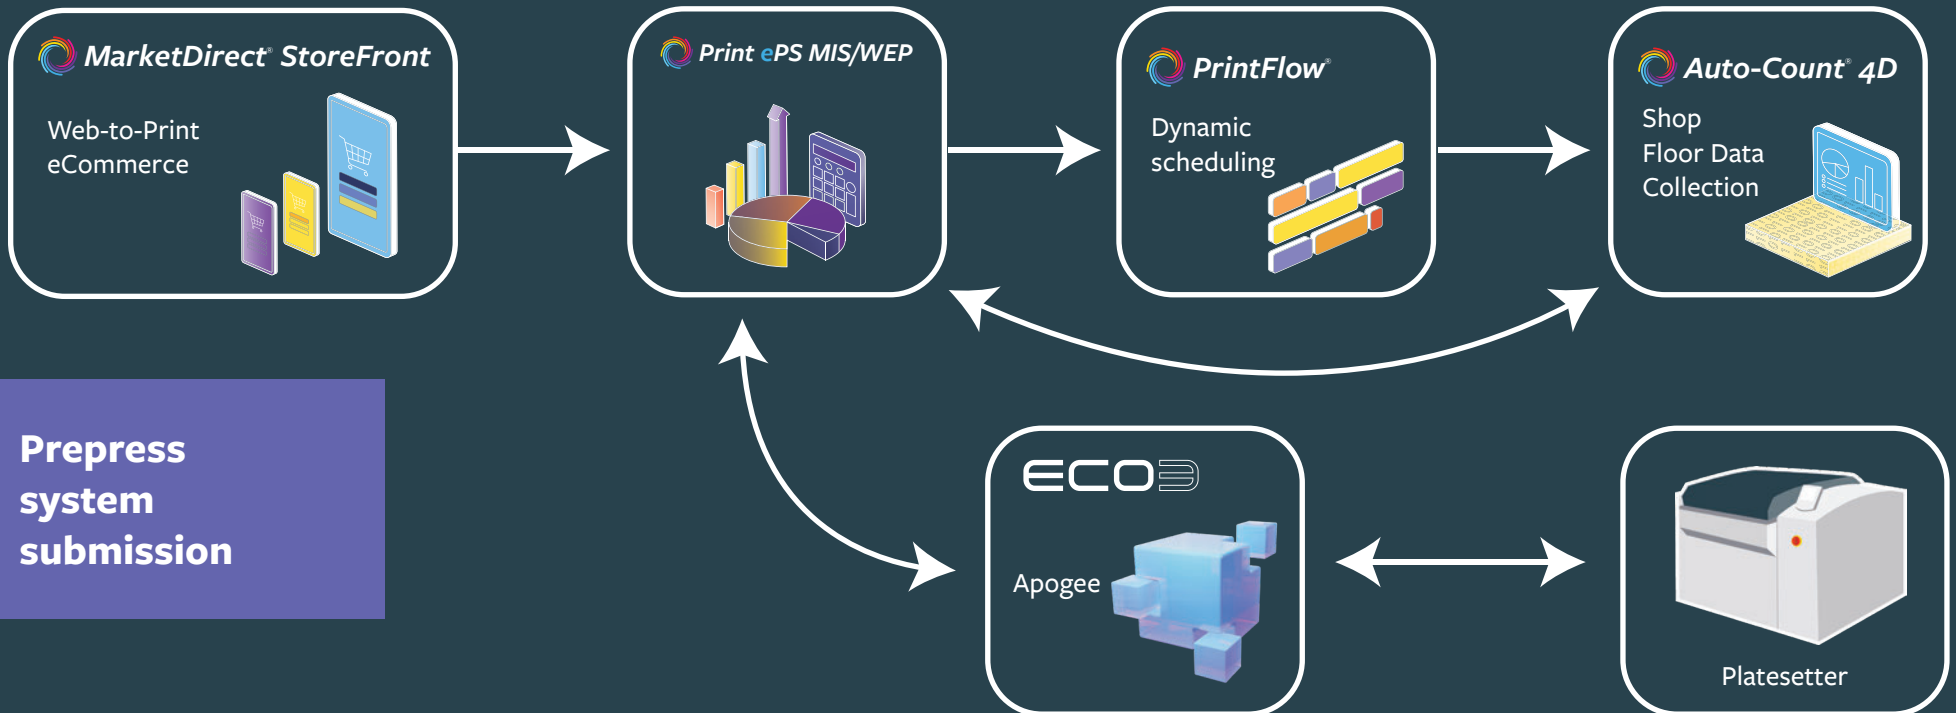 MarketDirect® StoreFront
Web-to-Print
eCommerce
Print ePS MIS/WEP
PrintFlow®
Dynamic
scheduling
Auto-Count® 4D
Shop
Floor Data
Collection
Prepress
system
submission
ECO3
Apogee
Platesetter